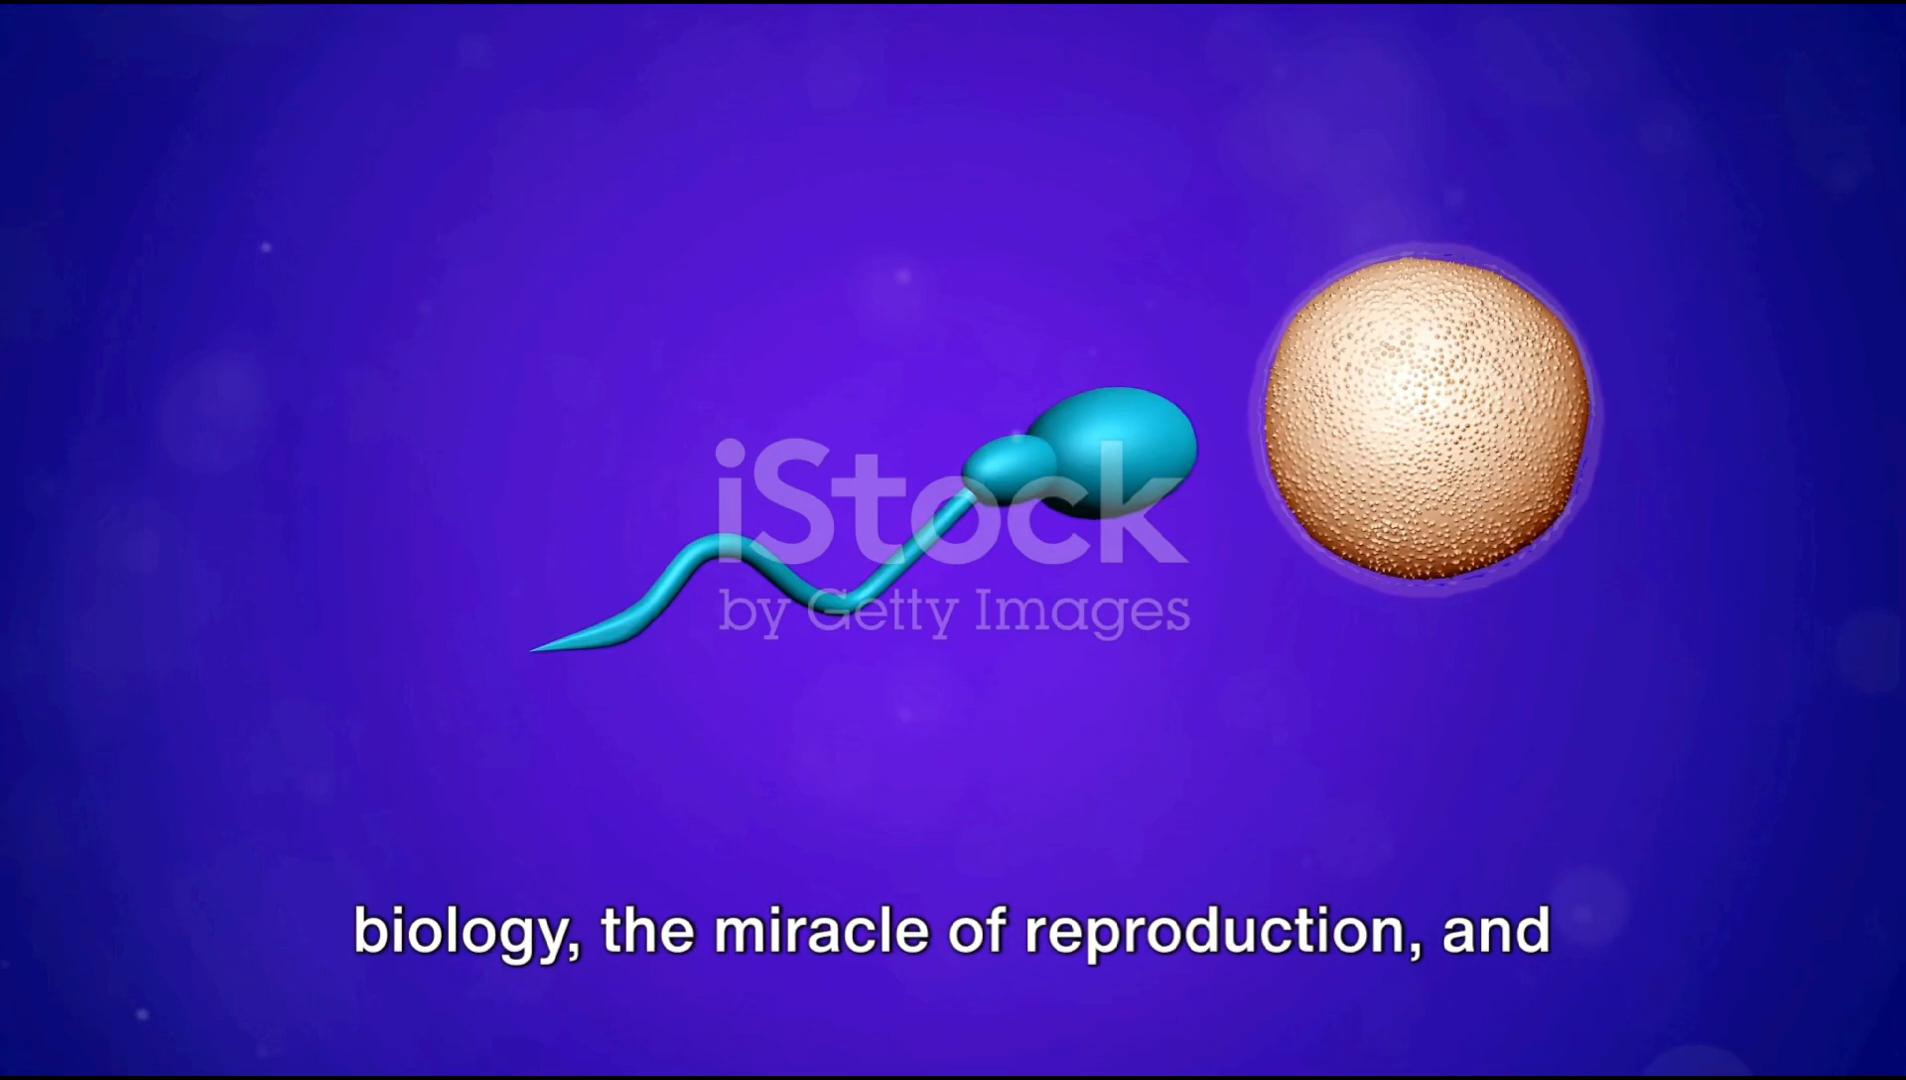 iStock
by Getty Images
biology, the miracle of reproduction, and